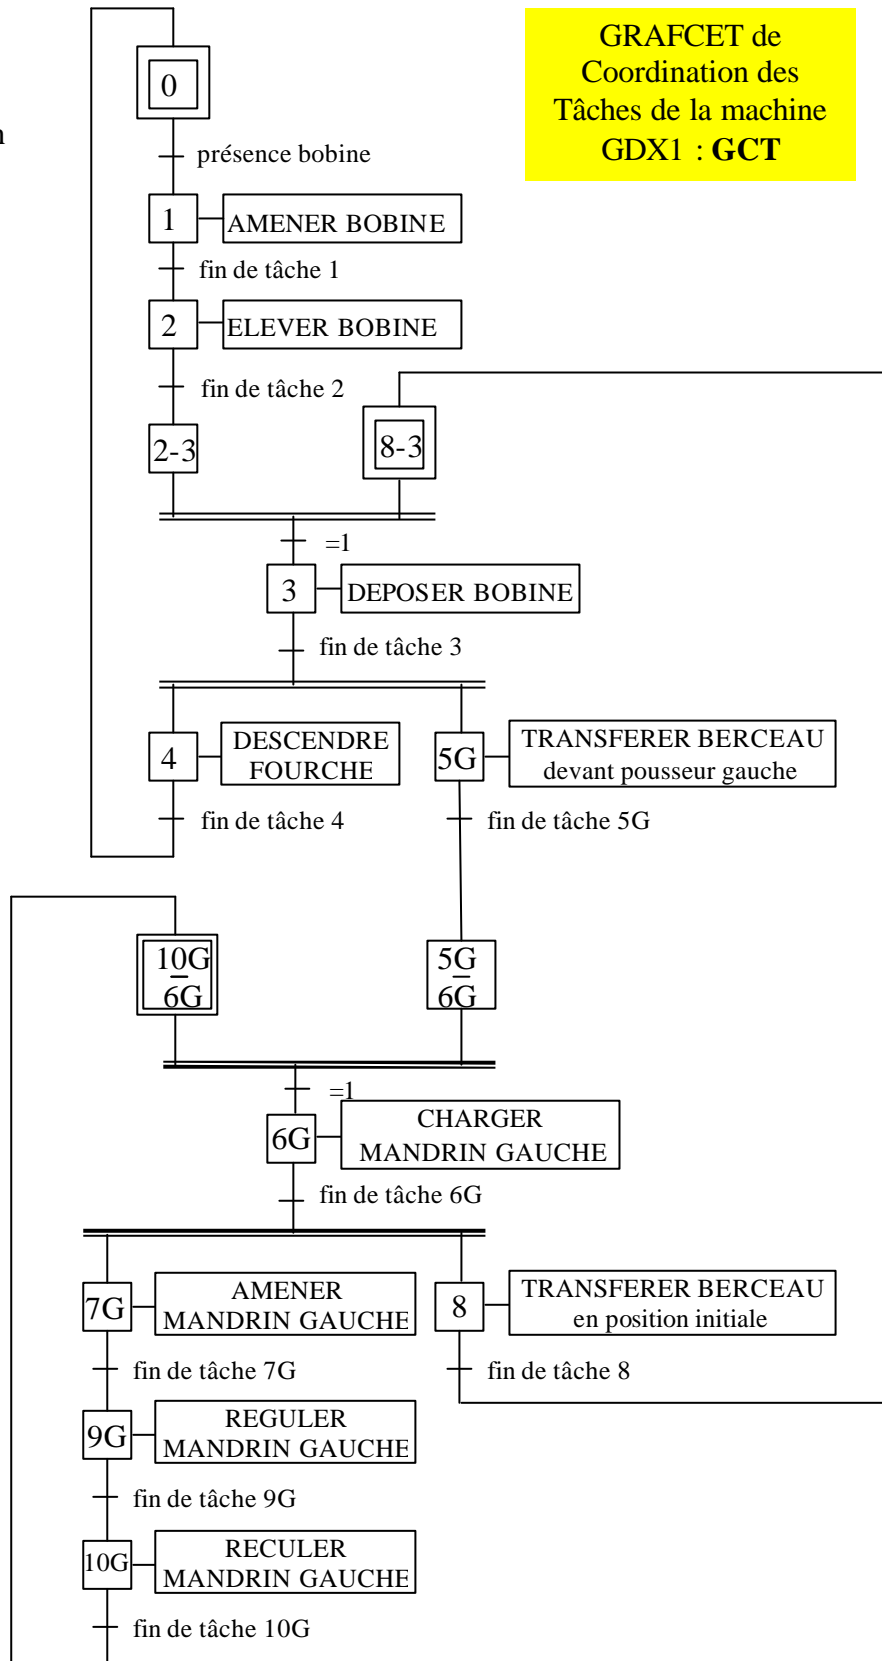 GRAFCET de
Coordination des
Tâches de la machine
GDX1 : GCT
0
n
présence bobine
1
AMENER BOBINE
fin de tâche 1
2
ELEVER BOBINE
fin de tâche 2
2-3
8-3
=1
3
DEPOSER BOBINE
fin de tâche 3
4
DESCENDRE
FOURCHE
5G
TRANSFERER BERCEAU
devant pousseur gauche
fin de tâche 4
fin de tâche 5G
10G
–
6G
5G
–
6G
=1
6G
CHARGER
MANDRIN GAUCHE
fin de tâche 6G
7G
AMENER
MANDRIN GAUCHE
8
TRANSFERER BERCEAU
en position initiale
fin de tâche 7G
fin de tâche 8
9G
REGULER
MANDRIN GAUCHE
fin de tâche 9G
10G
RECULER
MANDRIN GAUCHE
fin de tâche 10G